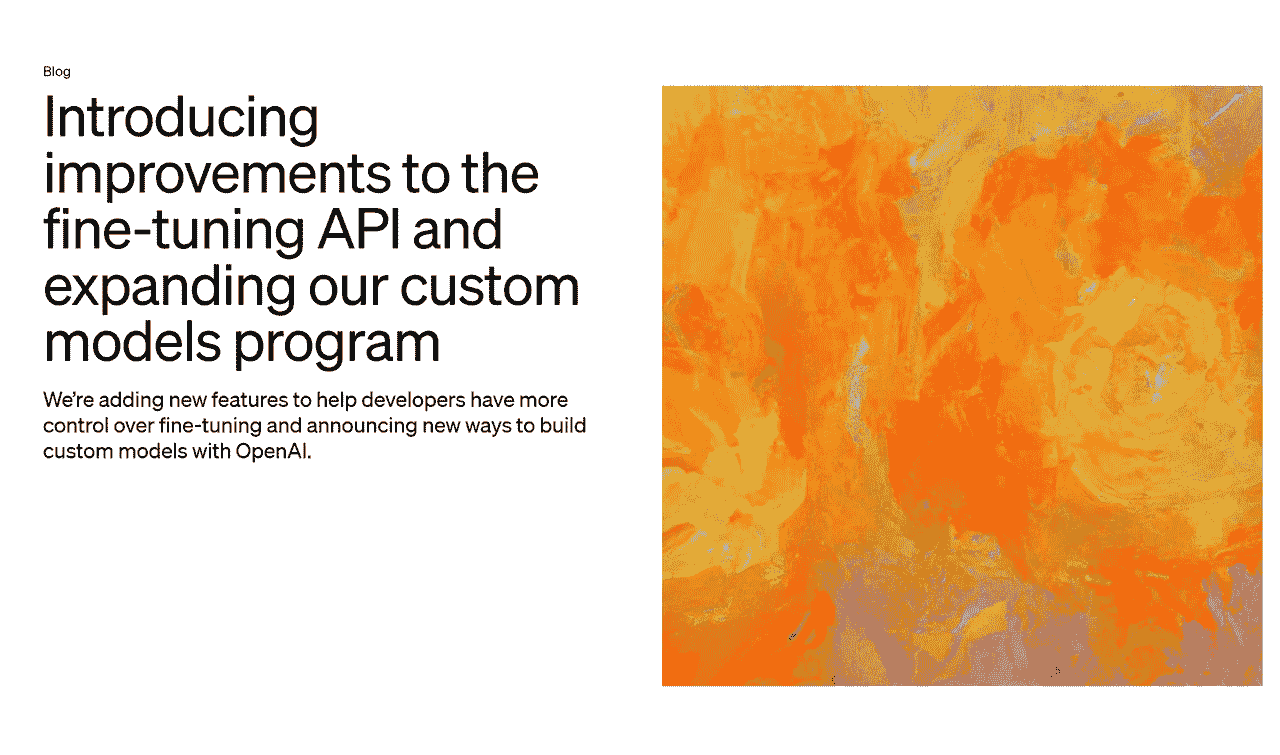 Blog
Introducing
improvements to the
fine-tuning API and
expanding our custom
models program
We’re adding new features to help developers have more
control over fine-tuning and announcing new ways to build
custom models with OpenAI.